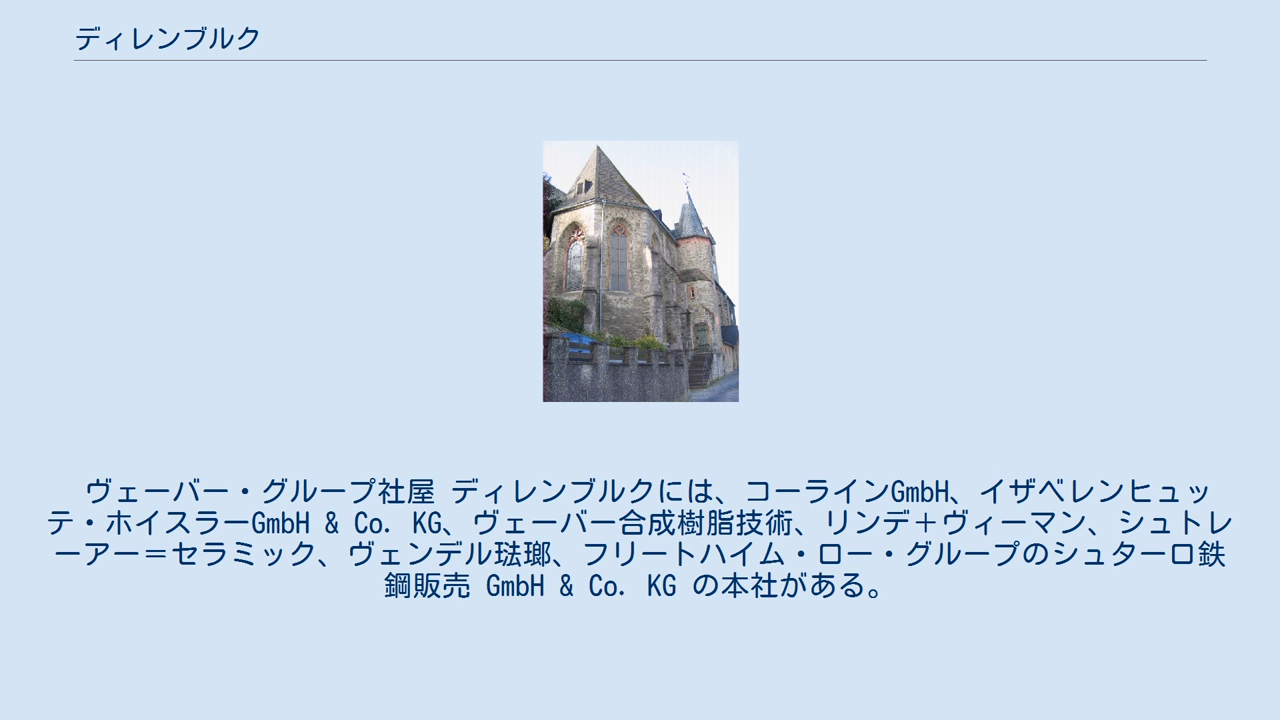 ディレンブルク
ヴェーバー・グループ社屋 ディレンブルクには、コーラインGmbH、イザベレンヒュッ
テ・ホイスラーGmbH & Co. KG、ヴェーバー合成樹脂技術、リンデ＋ヴィーマン、シュトレ
ーアー＝セラミック、ヴェンデル琺瑯、フリートハイム・ロー・グループのシュターロ鉄
鋼販売 GmbH & Co. KG の本社がある。